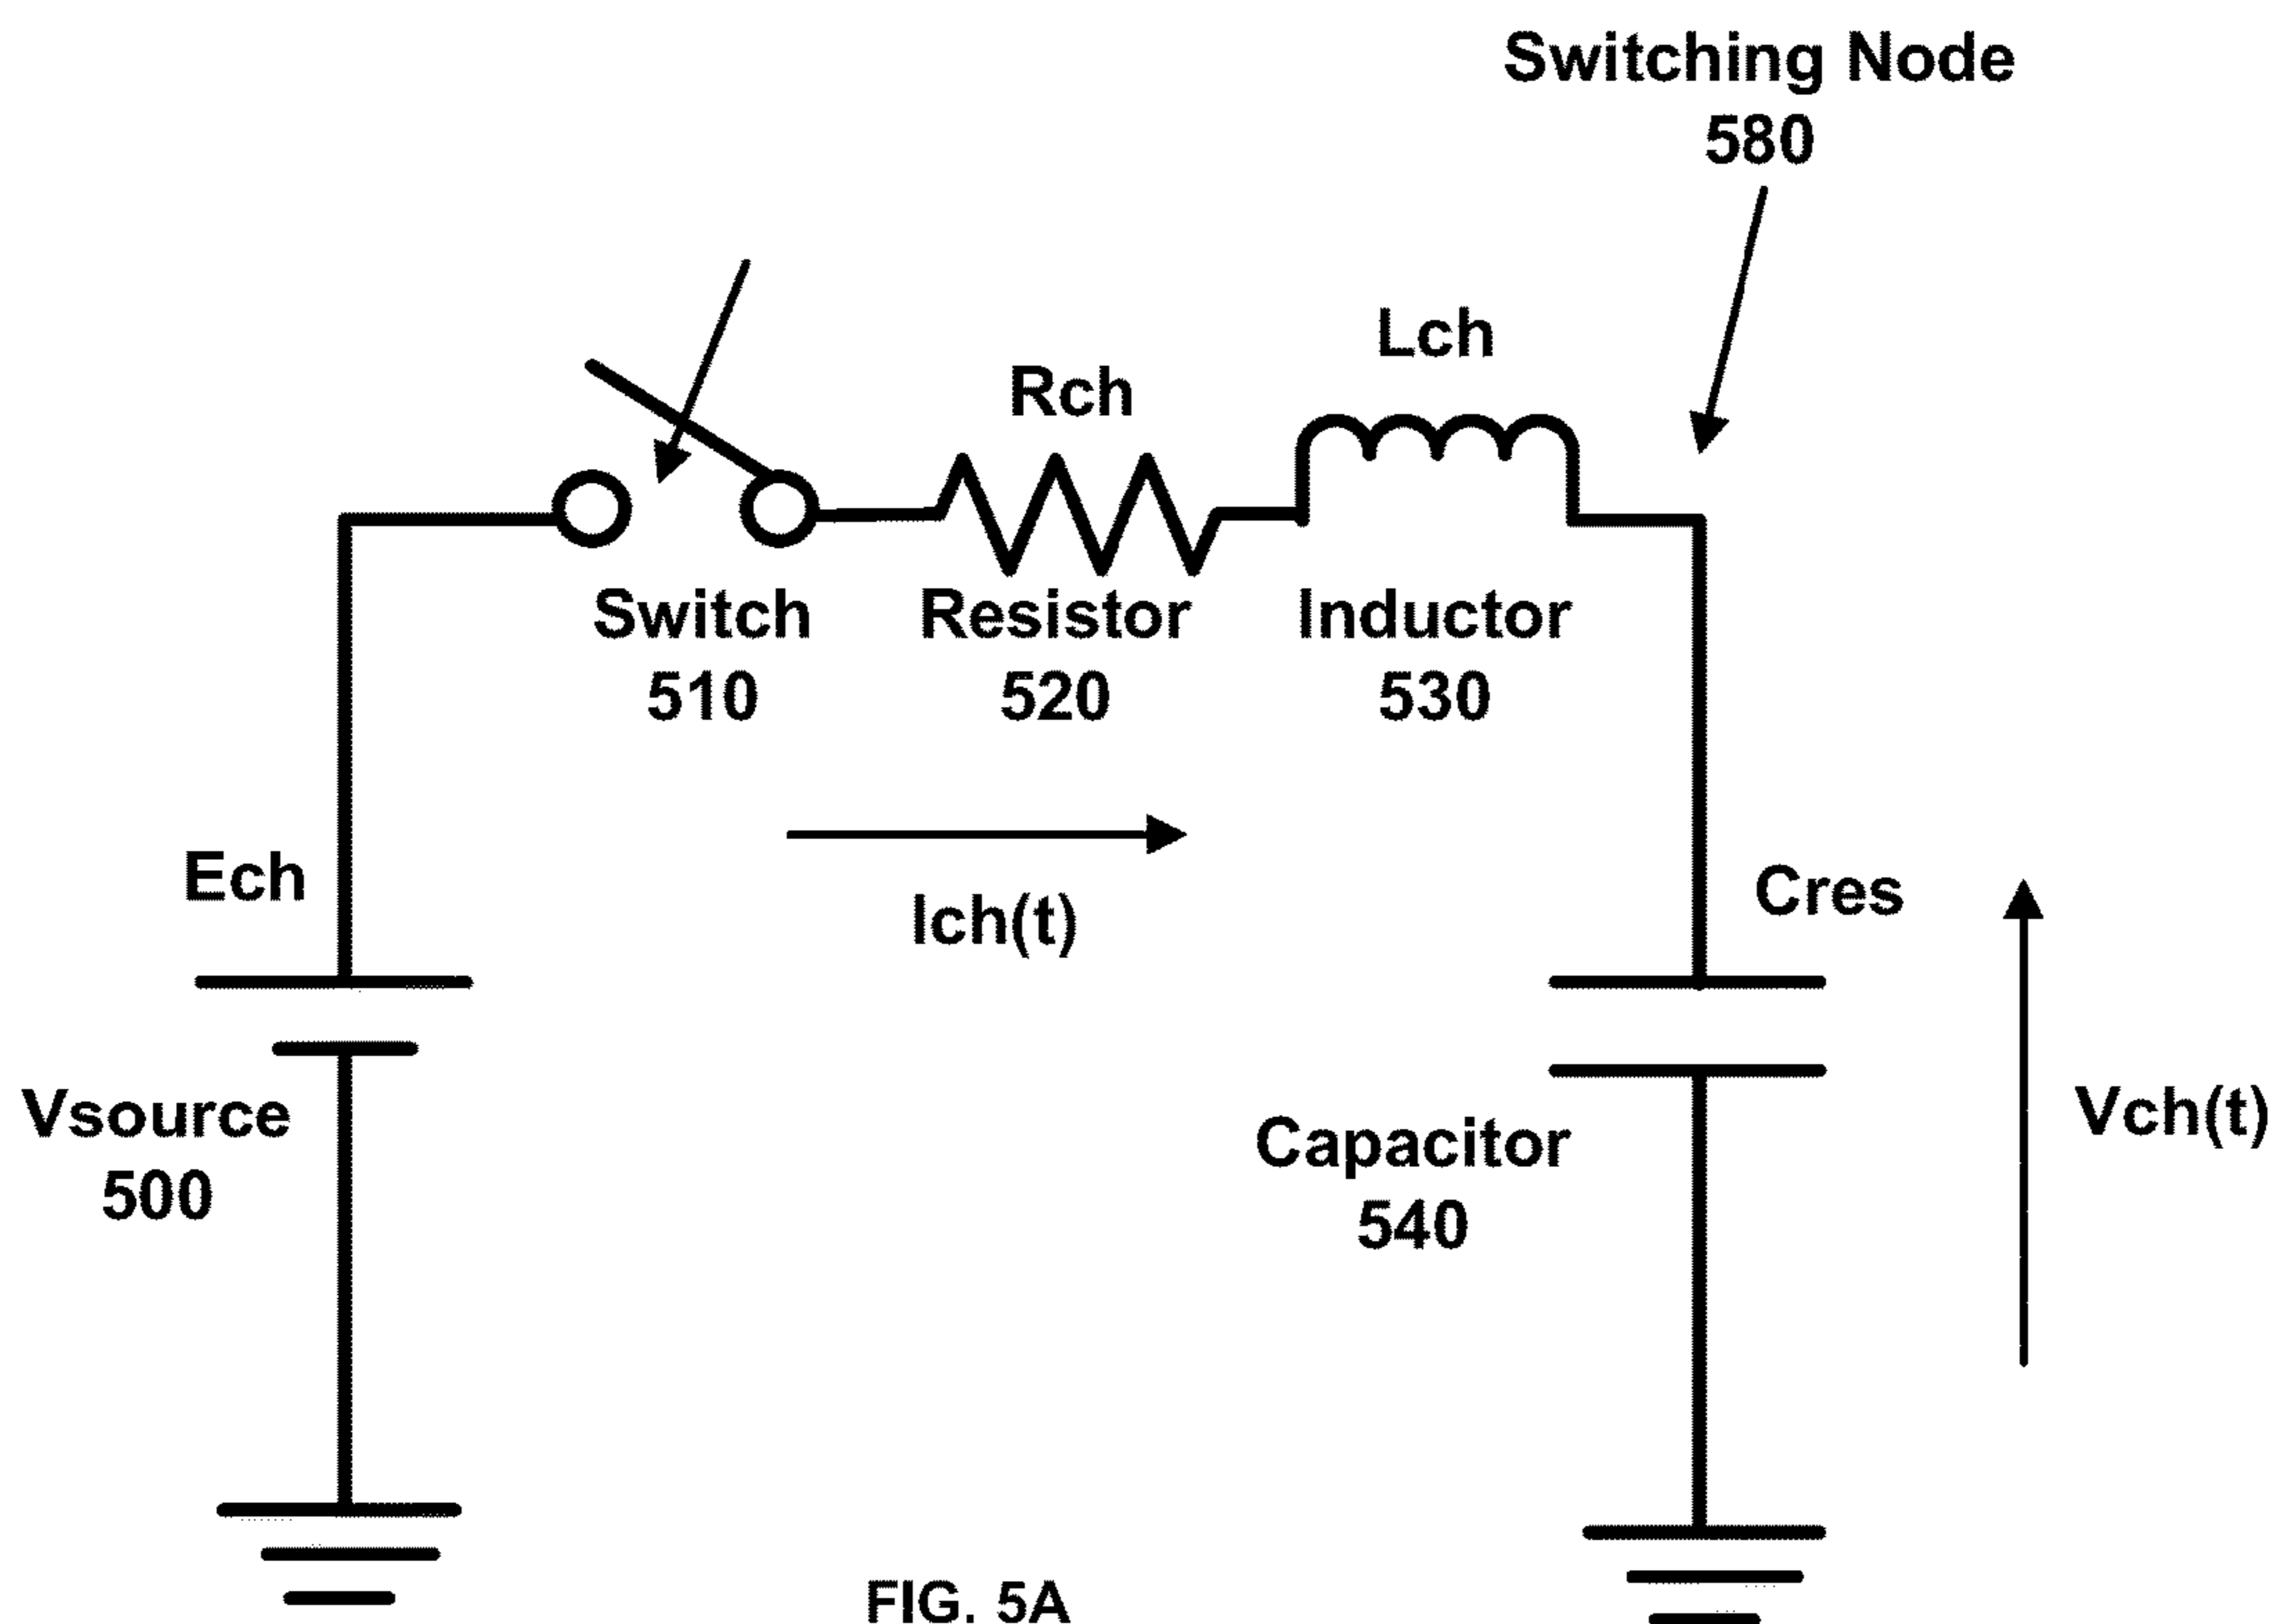 Switching Node
580
Lch
Rch
Switch
510
Resistor
520
Inductor
530
Ech
Ich(t)
Cres
Vsource
500
Capacitor
540
Vch(t)
FIG. 5A